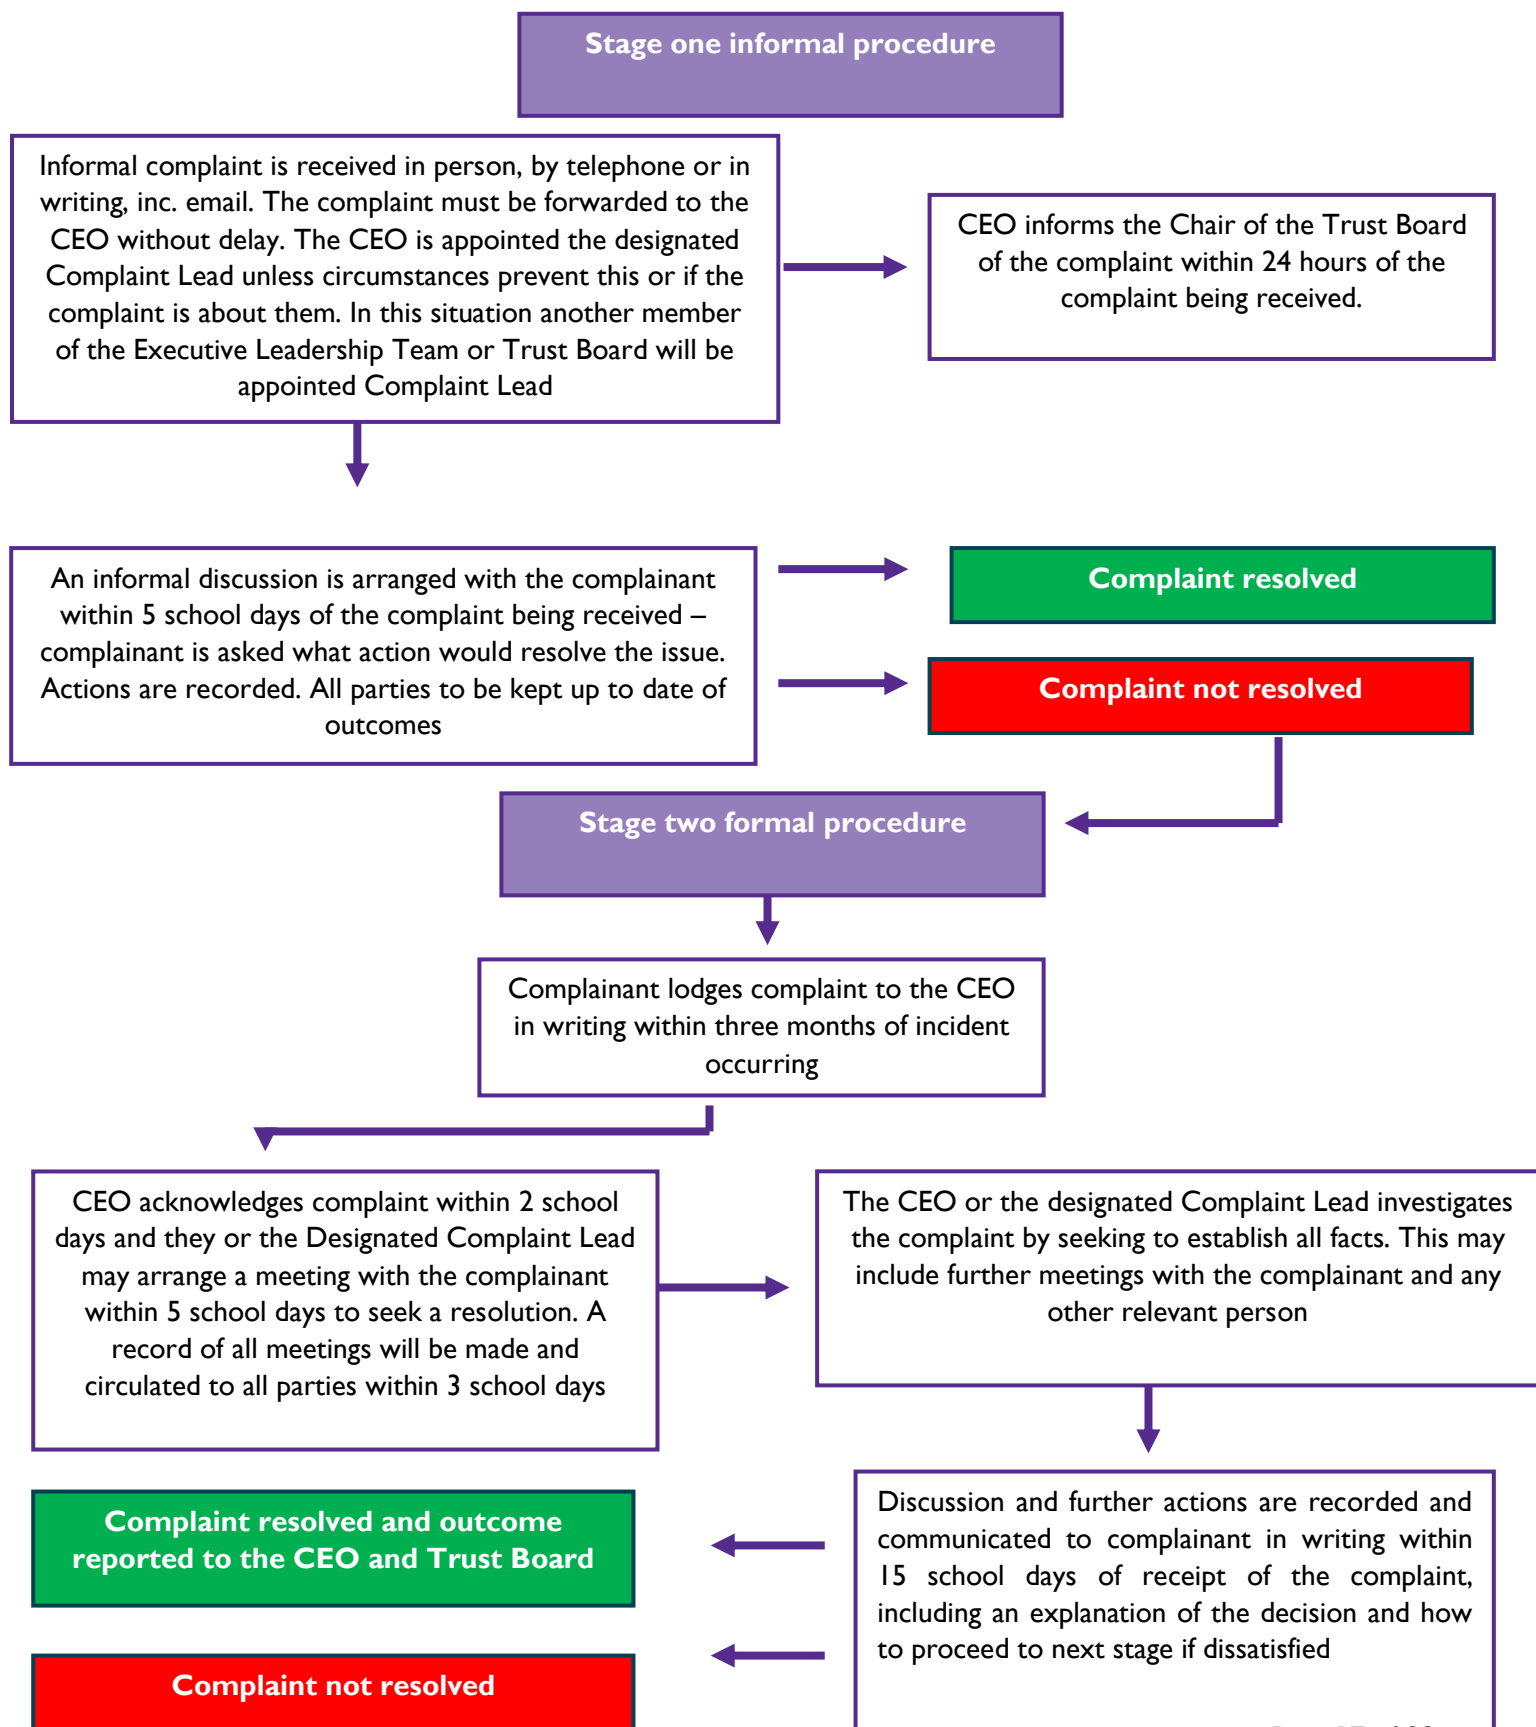 Stage one informal procedure
Informal complaint is received in person, by telephone or in
writing, inc. email. The complaint must be forwarded to the
CEO without delay. The CEO is appointed the designated
Complaint Lead unless circumstances prevent this or if the
complaint is about them. In this situation another member
of the Executive Leadership Team or Trust Board will be
appointed Complaint Lead
CEO informs the Chair of the Trust Board
of the complaint within 24 hours of the
complaint being received.
An informal discussion is arranged with the complainant
within 5 school days of the complaint being received –
complainant is asked what action would resolve the issue.
Actions are recorded. All parties to be kept up to date of
outcomes
Complaint resolved
Complaint not resolved
Stage two formal procedure
Complainant lodges complaint to the CEO
in writing within three months of incident
occurring
CEO acknowledges complaint within 2 school
days and they or the Designated Complaint Lead
may arrange a meeting with the complainant
within 5 school days to seek a resolution. A
record of all meetings will be made and
circulated to all parties within 3 school days
The CEO or the designated Complaint Lead investigates
the complaint by seeking to establish all facts. This may
include further meetings with the complainant and any
other relevant person
Discussion and further actions are recorded and
communicated to complainant in writing within
15 school days of receipt of the complaint,
including an explanation of the decision and how
to proceed to next stage if dissatisfied
Complaint resolved and outcome
reported to the CEO and Trust Board
Complaint not resolved